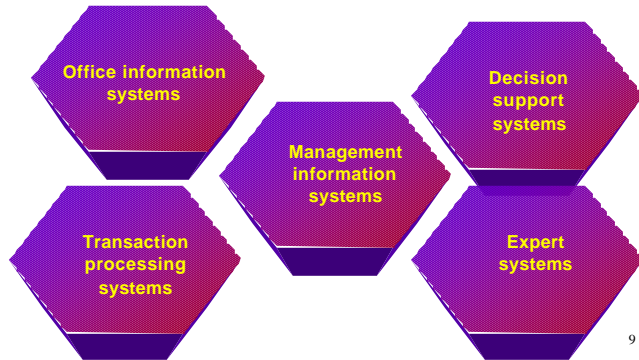 Office information
systems
Decision
support
systems
Management
information
systems
Transaction
processing
systems
Expert
systems
9